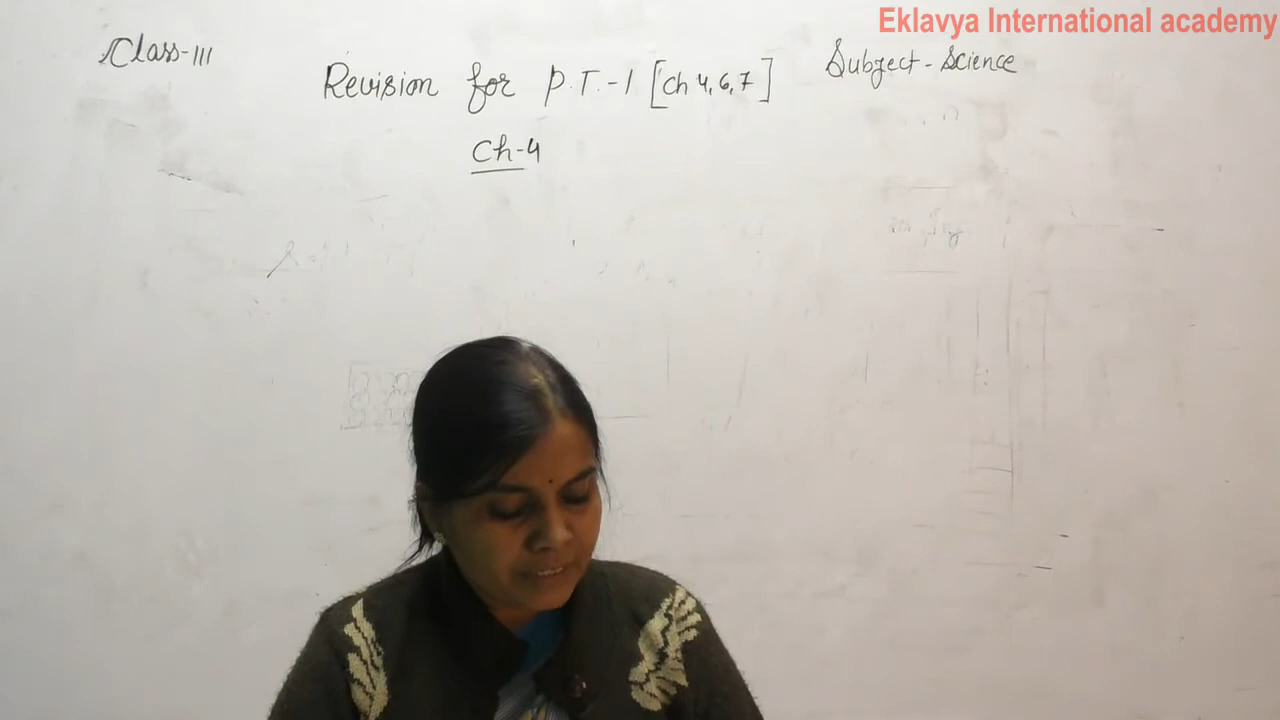 Eklavya International academy
Class-III
Subject - Science
Revision for P.T.-1 [Ch 4, 6, 7]
Ch-4